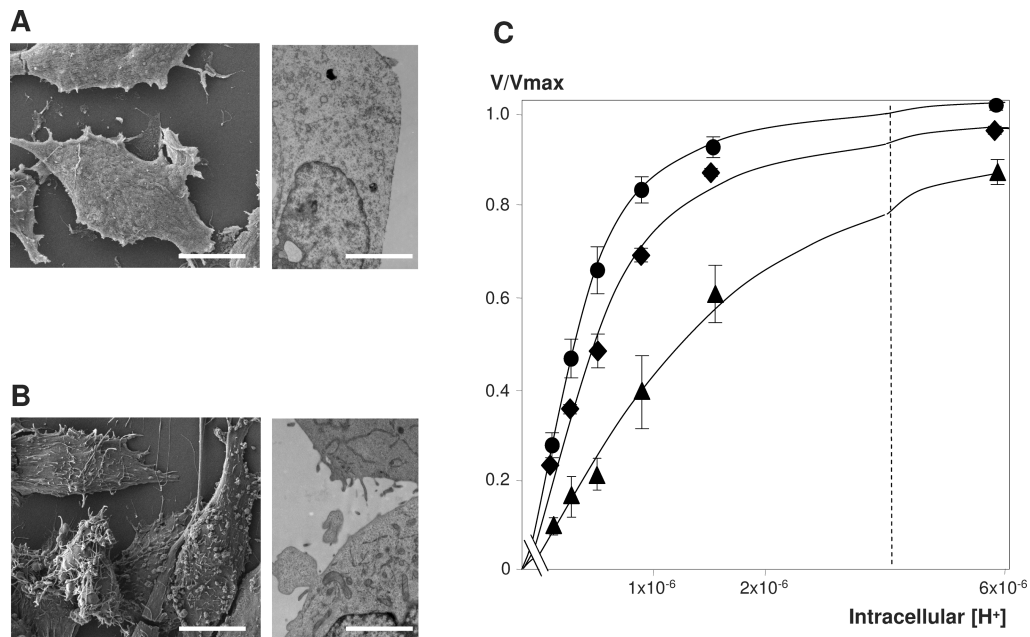 A
C
V/Vmax
1.0
0.8
0.6
B
0.4
0.2
0
1x10⁻⁶
2x10⁻⁶
6x10⁻⁶
Intracellular [H⁺]